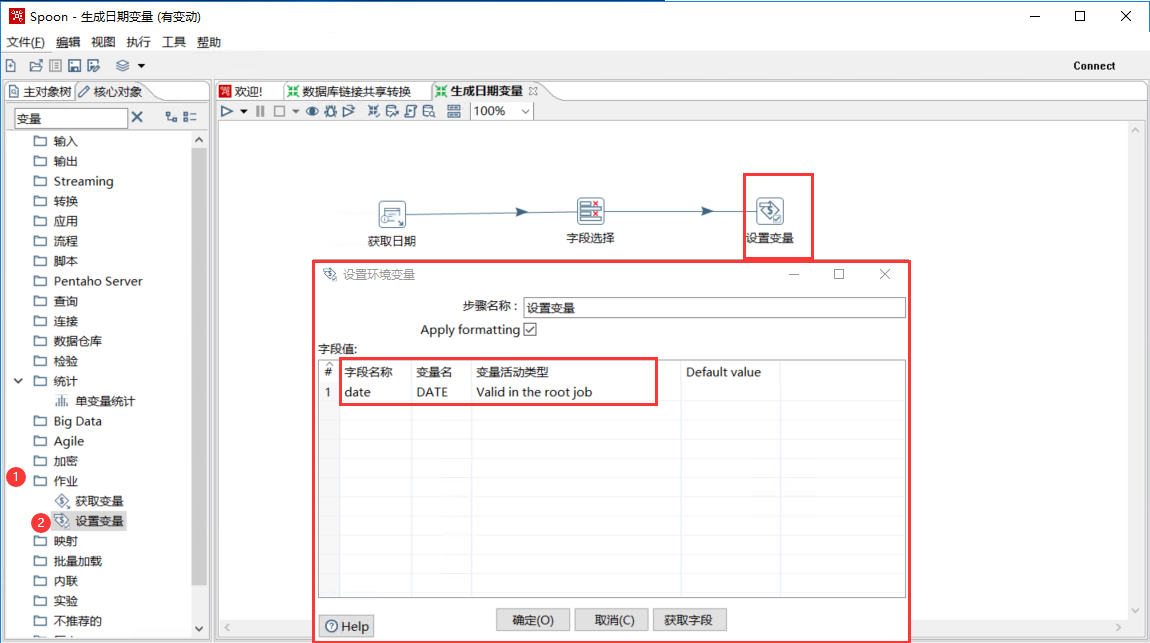 Spoon - 生成日期变量 (有变动)
文件(F) 编辑 视图 执行 工具 帮助
Connect
主对象树 核心对象
欢迎! 数据库链接共享转换 生成日期变量
变量
100%
输入
输出
Streaming
转换
应用
流程
脚本
Pentaho Server
查询
连接
数据仓库
检验
统计
单变量统计
Big Data
Agile
加密
1 作业
获取变量
2 设置变量
映射
批量加载
内联
实验
不推荐的
获取日期 字段选择 设置变量
设置环境变量
步骤名称: 设置变量
Apply formatting
字段值:
# 字段名称 变量名 变量活动类型 Default value
1 date DATE Valid in the root job
Help 确定(O) 取消(C) 获取字段